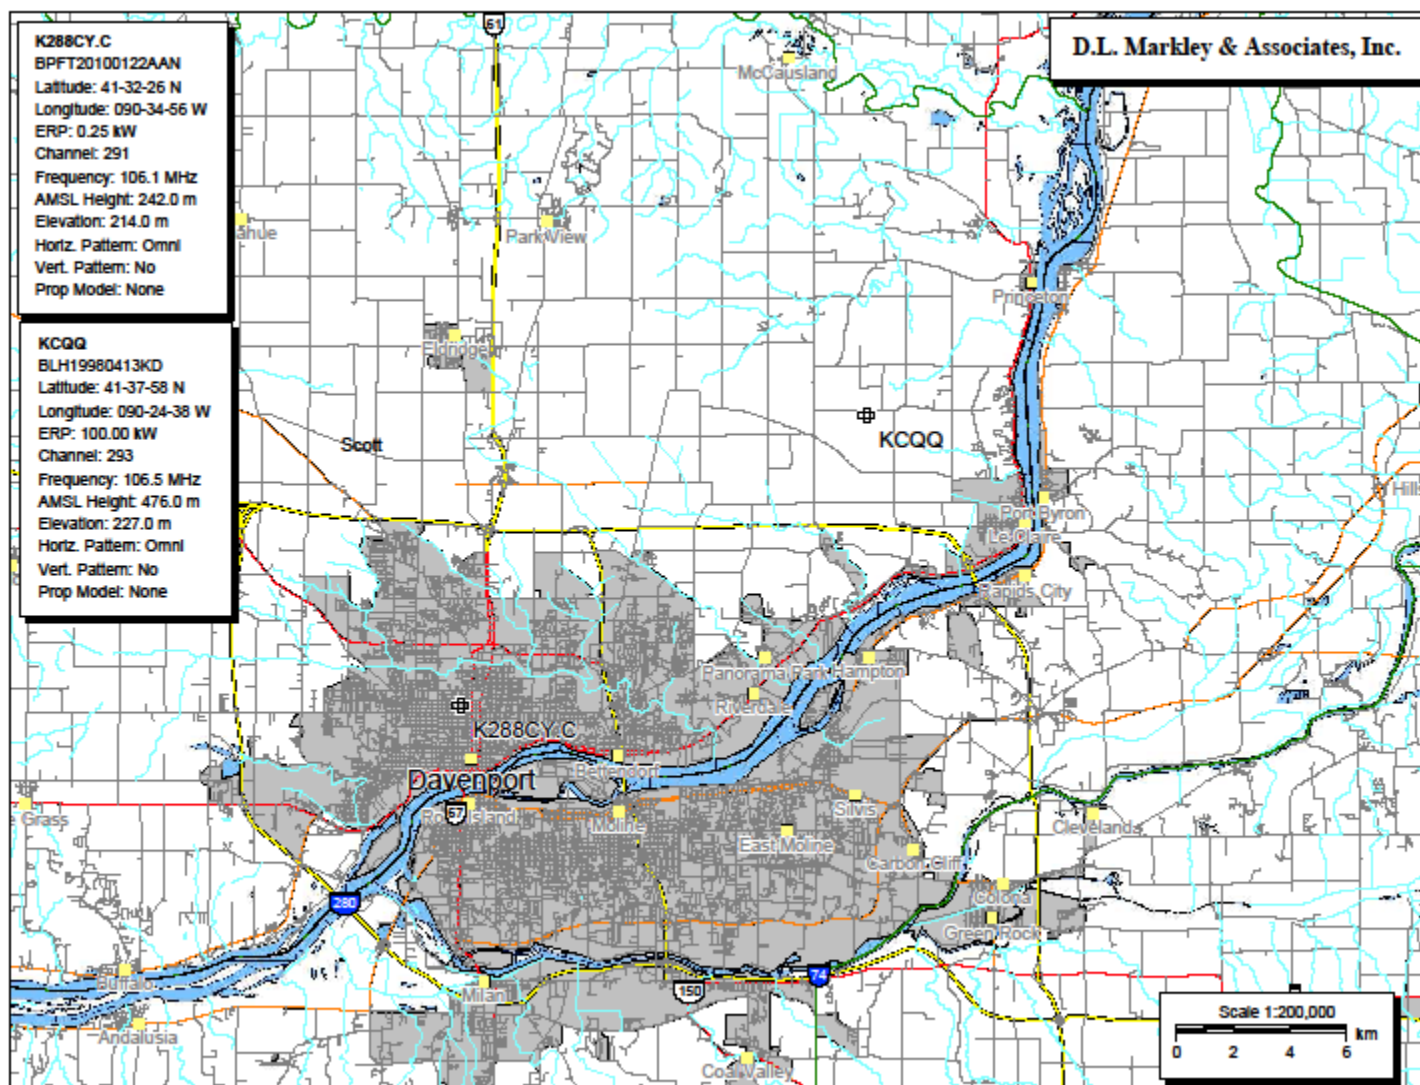 K288CY.C
BPFT20100122AAN
Latitude: 41-32-26 N
Longitude: 090-34-56 W
ERP: 0.25 kW
Channel: 291
Frequency: 106.1 MHz
AMSL Height: 242.0 m
Elevation: 214.0 m
Horiz. Pattern: Omni
Vert. Pattern: No
Prop Model: None
KCQQ
BLH19980413KD
Latitude: 41-37-58 N
Longitude: 090-24-38 W
ERP: 100.00 kW
Channel: 293
Frequency: 106.5 MHz
AMSL Height: 476.0 m
Elevation: 227.0 m
Horiz. Pattern: Omni
Vert. Pattern: No
Prop Model: None
D.L. Markley & Associates, Inc.
61
McCausland
ahue
Park View
Princeton
Eldridge
Scott
KCQQ
Hills
Port Byron
Le Claire
Rapids City
Panorama Park
Hampton
Riverdale
K288CY.C
Bettendorf
Davenport
67
Rock Island
Moline
Silvis
East Moline
Carbon Cliff
Cleveland
e Grass
280
Colona
Green Rock
Buffalo
Milan
74
150
Andalusia
Coal Valley
Scale 1:200,000
km
0 2 4 6